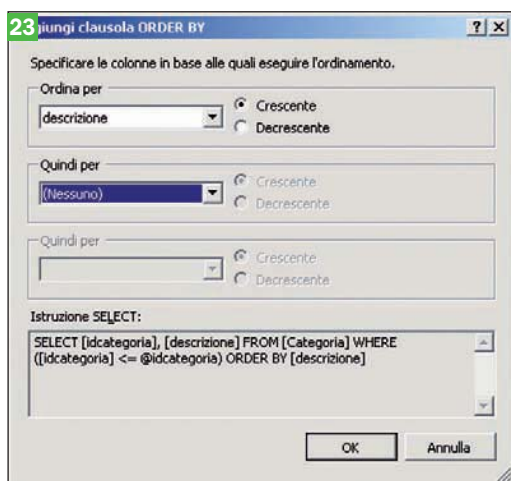 23
giungi clausola ORDER BY
Specificare le colonne in base alle quali eseguire l'ordinamento.
Ordina per
descrizione
Crescente
Decrescente
Quindi per
(Nessuno)
Crescente
Decrescente
Quindi per
Crescente
Decrescente
Istruzione SELECT:
SELECT [idcategoria], [descrizione] FROM [Categoria] WHERE
([idcategoria] <= @idcategoria) ORDER BY [descrizione]
OK
Annulla